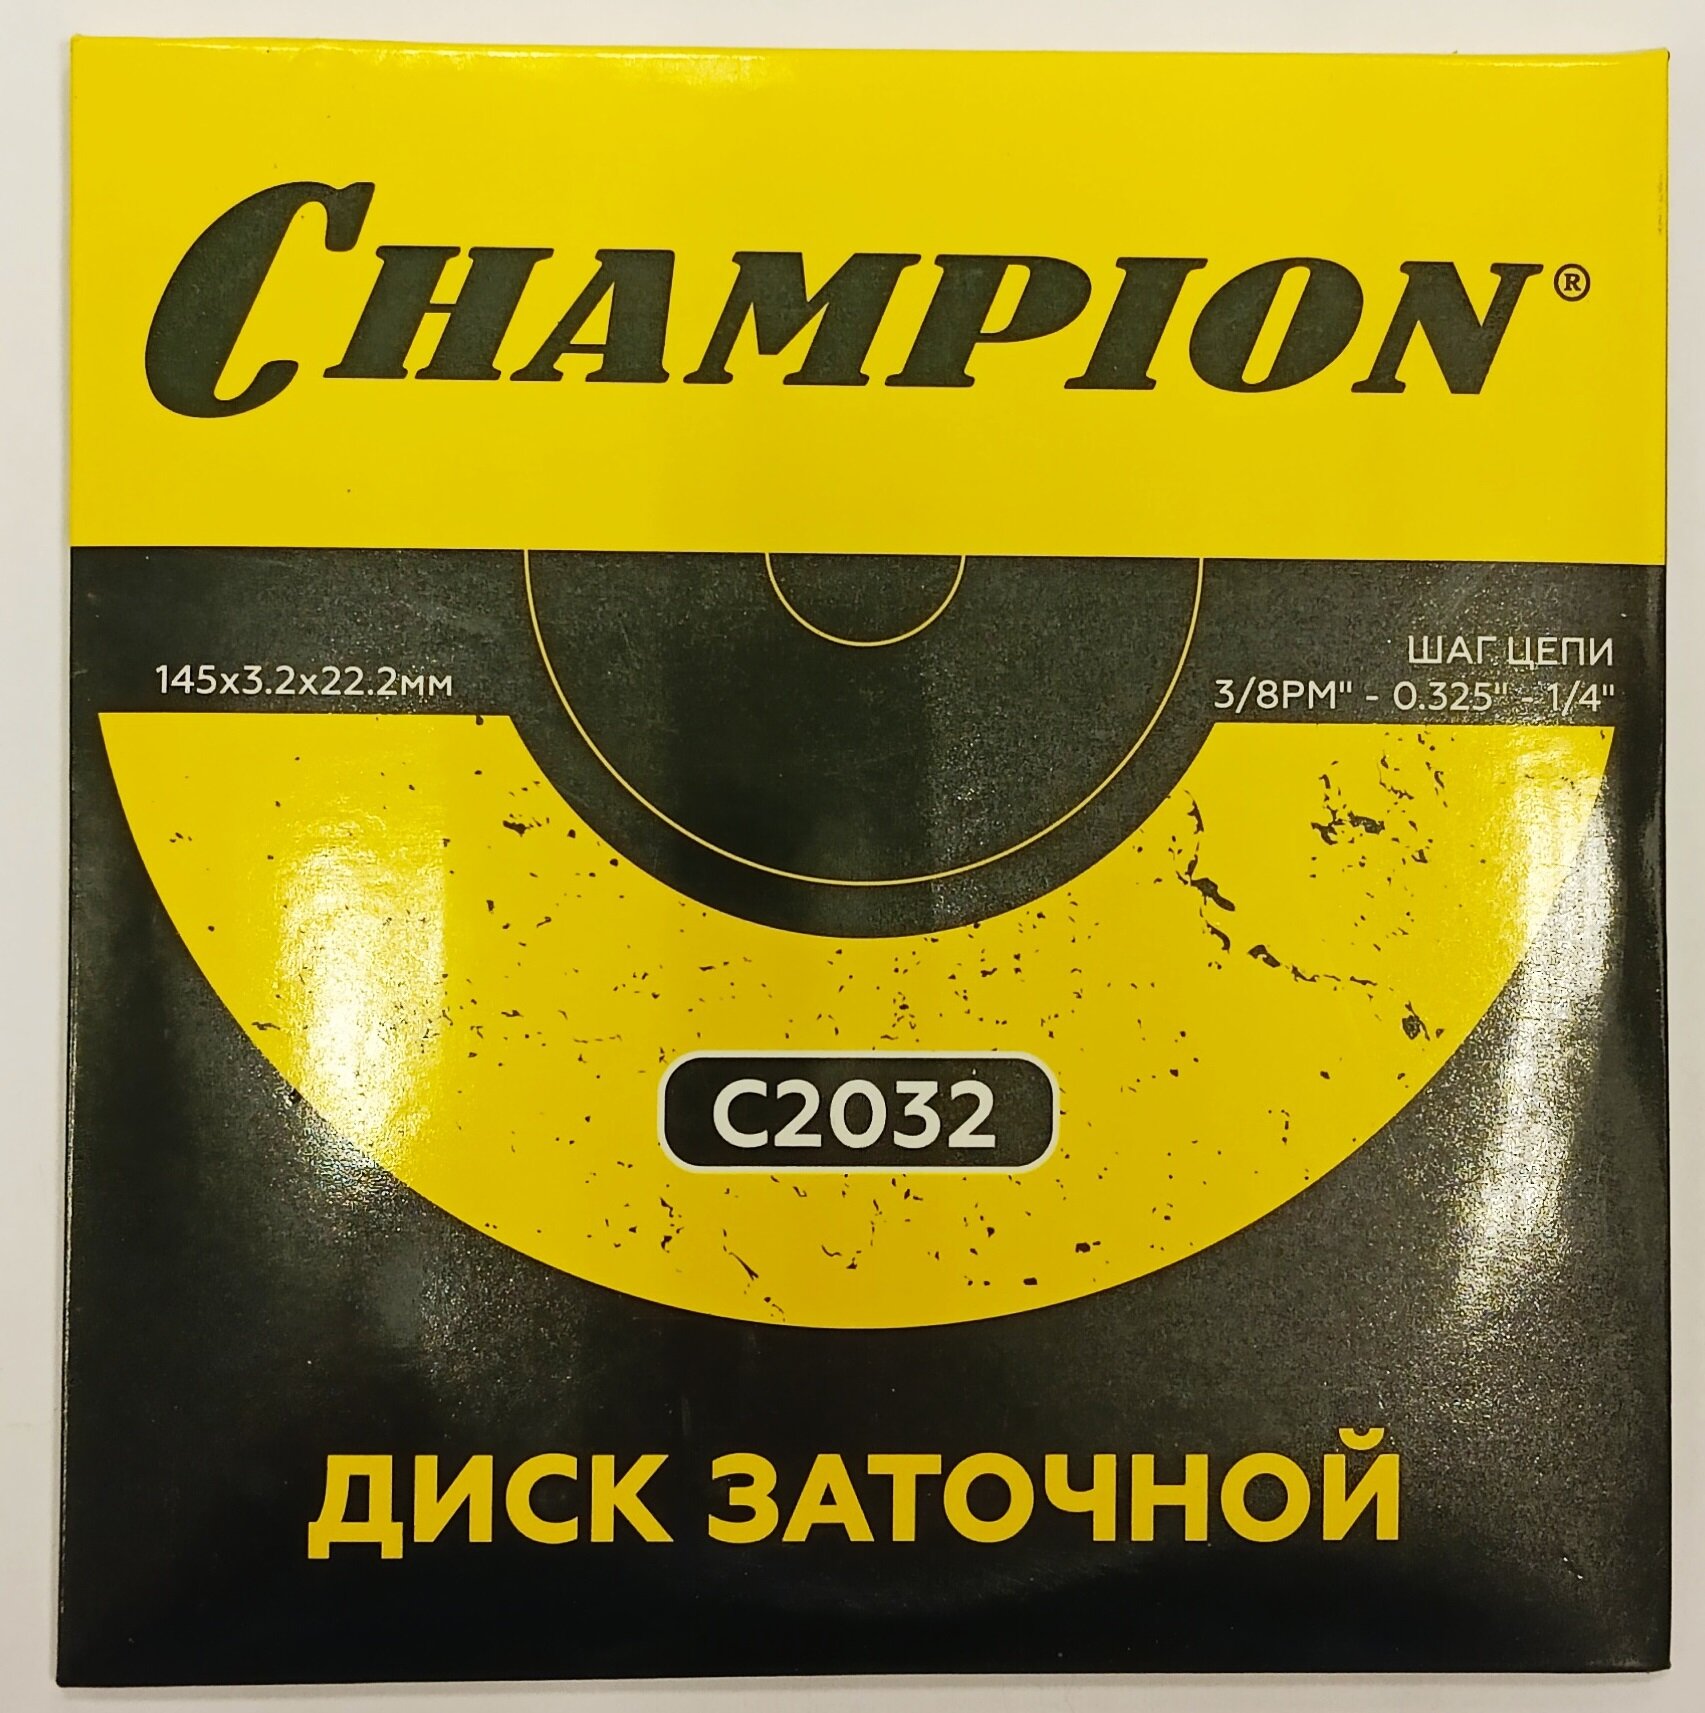 CHAMPION®
145x3.2x22.2мм
ШАГ ЦЕПИ
3/8PM" - 0.325" - 1/4"
C2032
ДИСК ЗАТОЧНОЙ